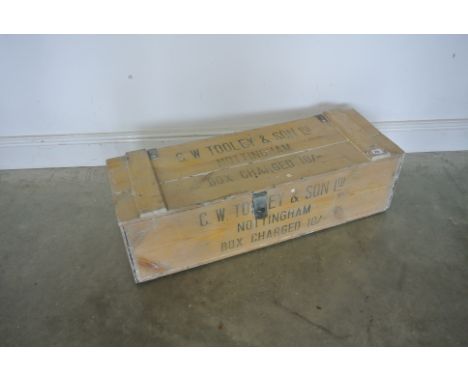 G W TOOLEY & SON LTD
NOTTINGHAM
BOX CHARGED 10/-
G W TOOLEY & SON LTD
NOTTINGHAM
BOX CHARGED 10/-